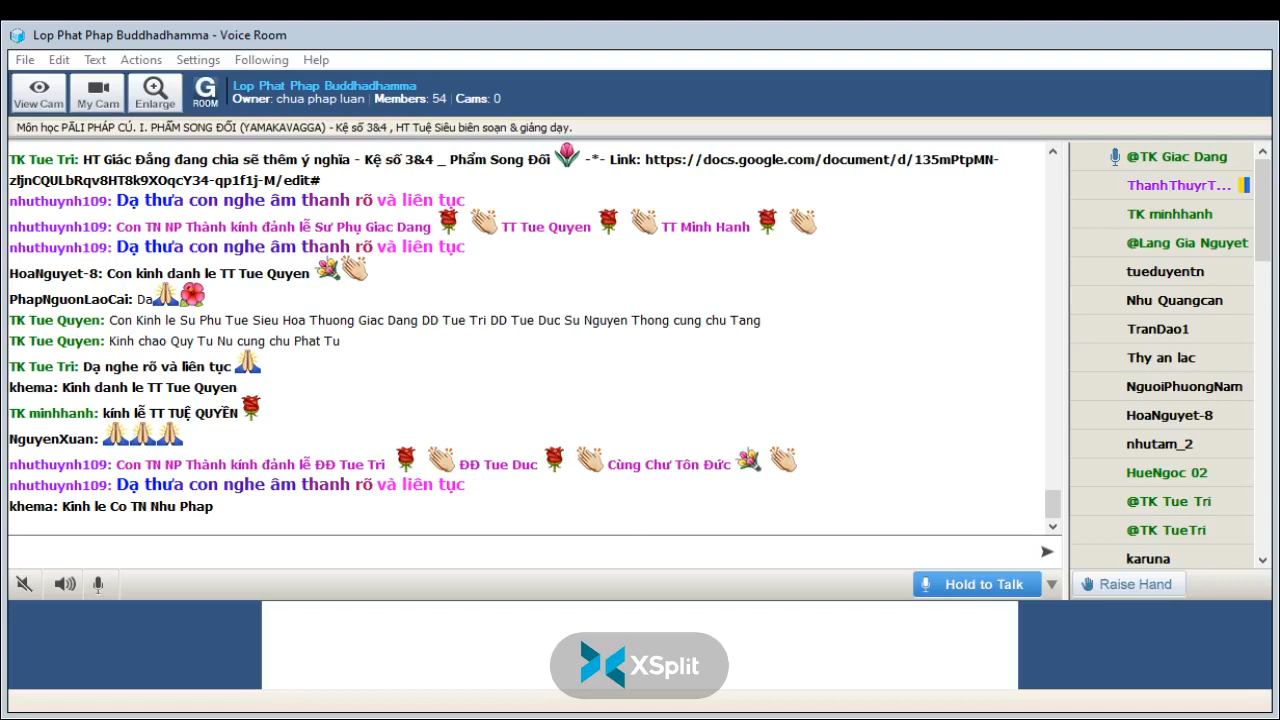 Lop Phat Phap Buddhadhamma - Voice Room
File Edit Text Actions Settings Following Help
View Cam My Cam Enlarge G ROOM
Lop Phat Phap Buddhadhamma
Owner: chua phap luan | Members: 54 | Cams: 0
Môn học PĀLI PHÁP CÚ. I. PHẨM SONG ĐỐI (YAMAKAVAGGA) - Kệ số 3&4 , HT Tuệ Siêu biên soạn & giảng dạy.
TK Tue Tri: HT Giác Đẳng đang chia sẽ thêm ý nghĩa - Kệ số 3&4 _ Phẩm Song Đối -*- Link: https://docs.google.com/document/d/135mPtpMN-
zljnCQULbRqv8HT8k9XOqcY34-qp1f1j-M/edit#
nhuthuynh109: Dạ thưa con nghe âm thanh rõ và liên tục
nhuthuynh109: Con TN NP Thành kính đảnh lễ Sư Phụ Giac Dang TT Tue Quyen TT Minh Hanh
nhuthuynh109: Dạ thưa con nghe âm thanh rõ và liên tục
HoaNguyet-8: Con kinh danh le TT Tue Quyen
PhapNguonLaoCai: Da
TK Tue Quyen: Con Kinh le Su Phu Tue Sieu Hoa Thuong Giac Dang DD Tue Tri DD Tue Duc Su Nguyen Thong cung chu Tang
TK Tue Quyen: Kinh chao Quy Tu Nu cung chu Phat Tu
TK Tue Tri: Dạ nghe rõ và liên tục
khema: Kinh danh le TT Tue Quyen
TK minhhanh: kính lễ TT TUỆ QUYỀN
NguyenXuan:
nhuthuynh109: Con TN NP Thành kính đảnh lễ ĐĐ Tue Tri ĐĐ Tue Duc Cùng Chư Tôn Đức
nhuthuynh109: Dạ thưa con nghe âm thanh rõ và liên tục
khema: Kinh le Co TN Nhu Phap
@TK Giac Dang
ThanhThuyrT...
TK minhhanh
@Lang Gia Nguyet
tueduyentn
Nhu Quangcan
TranDao1
Thy an lac
NguoiPhuongNam
HoaNguyet-8
nhutam_2
HueNgoc 02
@TK Tue Tri
@TK TueTri
karuna
Hold to Talk
Raise Hand
XSplit